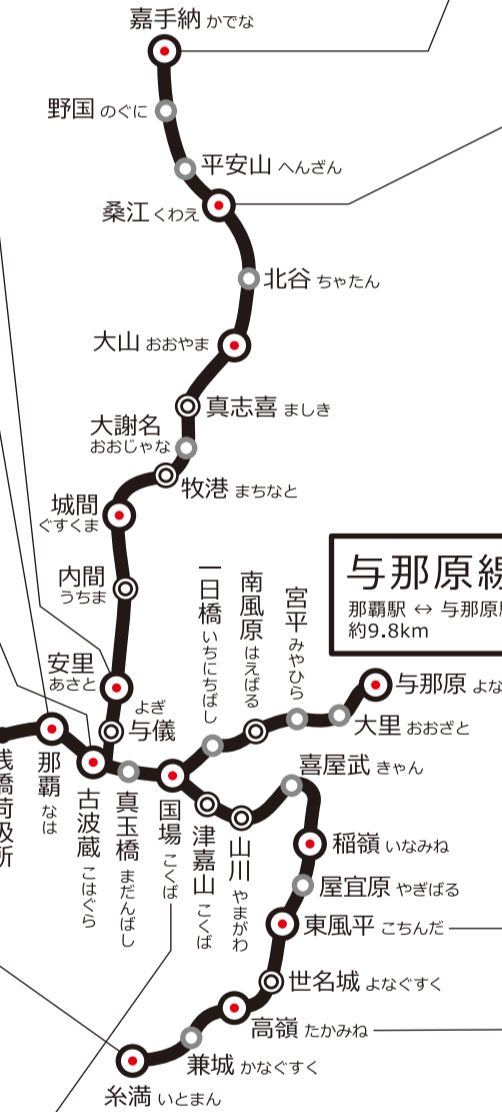 嘉手納 かでな
野国 のぐに
平安山 へんざん
桑江 くわえ
北谷 ちゃたん
大山 おおやま
真志喜 ましき
大謝名
おおじゃな
牧港 まちなと
城間
ぐすくま
内間
うちま
安里
あさと
よぎ
与儀
一日橋 いちにちばし
南風原 はえばる
宮平 みやひら
与那原線
那覇駅 ↔ 与那原駅
約9.8km
与那原 よな
大里 おおざと
桟橋荷扱所
那覇 なは
古波蔵 こはぐら
真玉橋 まだんばし
国場 こくば
津嘉山 こくば
山川 やまがわ
喜屋武 きゃん
稲嶺 いなみね
屋宜原 やぎばる
東風平 こちんだ
世名城 よなぐすく
高嶺 たかみね
兼城 かなぐすく
糸満 いとまん